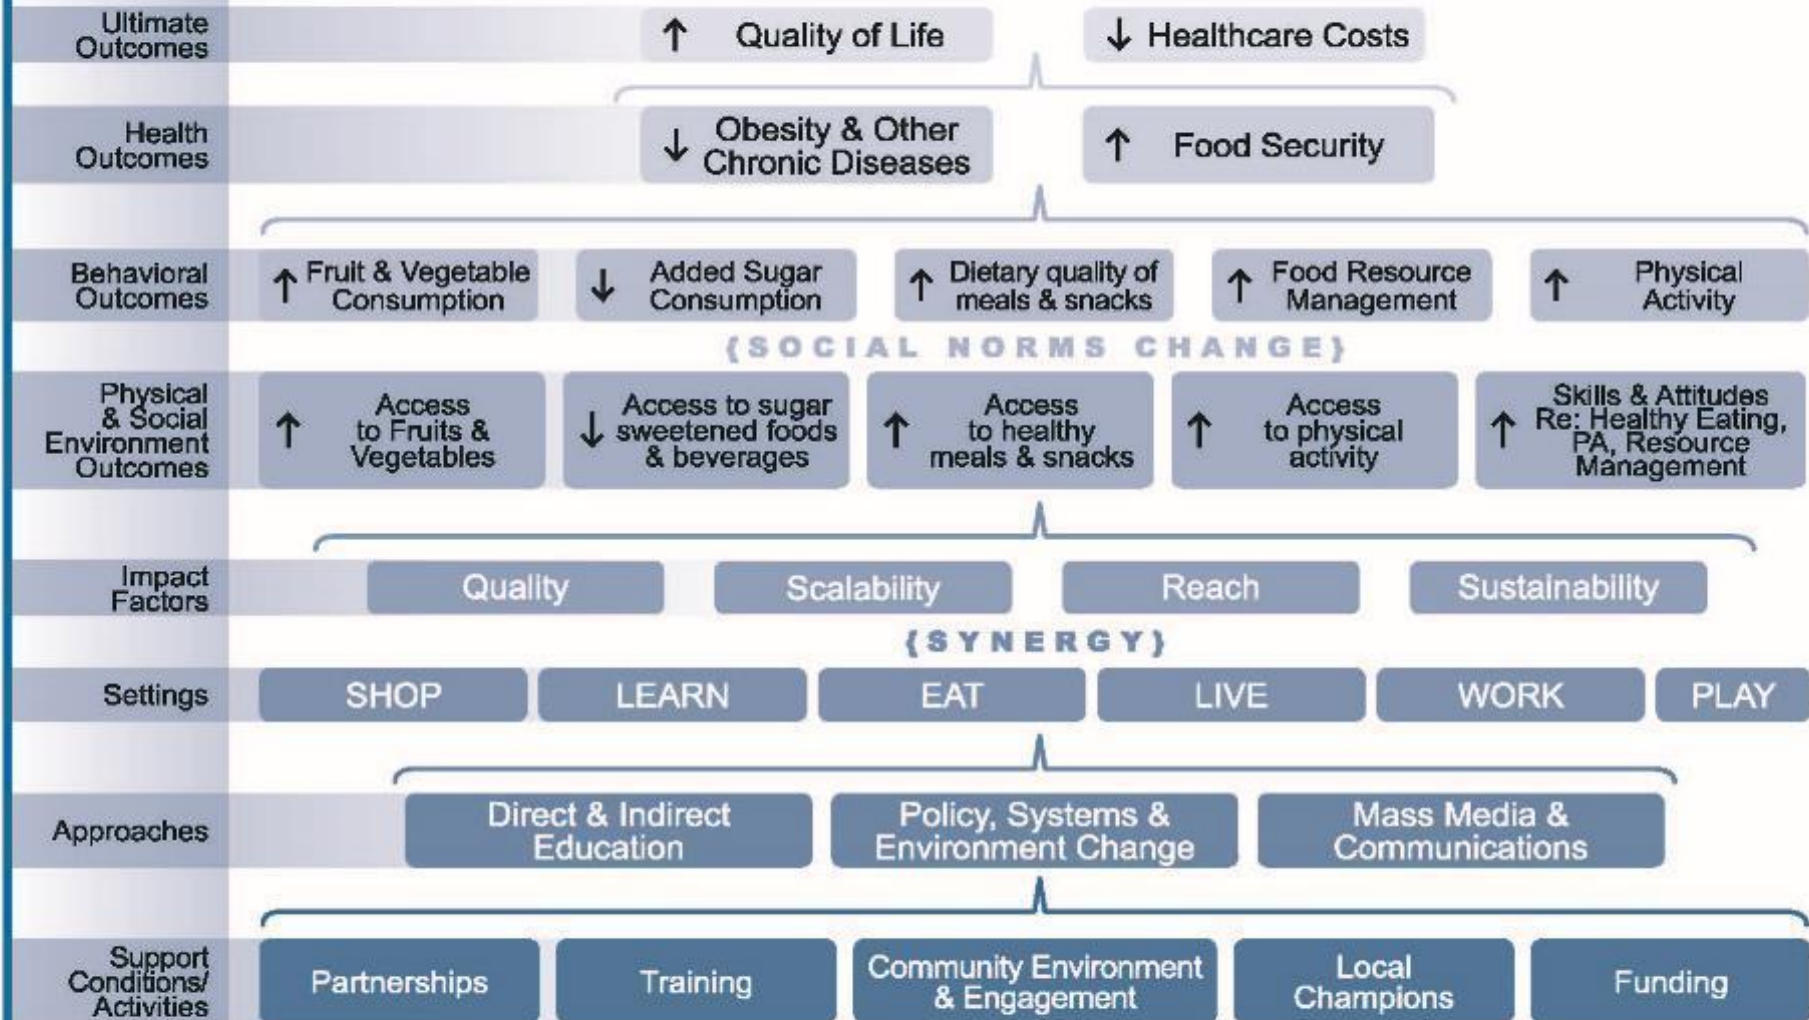 Ultimate
Outcomes
↑ Quality of Life
↓ Healthcare Costs
Health
Outcomes
↓ Obesity & Other
Chronic Diseases
↑ Food Security
Behavioral
Outcomes
↑ Fruit & Vegetable
Consumption
↓ Added Sugar
Consumption
↑ Dietary quality of
meals & snacks
↑ Food Resource
Management
↑ Physical
Activity
{SOCIAL NORMS CHANGE}
Physical
& Social
Environment
Outcomes
↑ Access
to Fruits &
Vegetables
↓ Access to sugar
sweetened foods
& beverages
↑ Access
to healthy
meals & snacks
↑ Access
to physical
activity
↑ Skills & Attitudes
Re: Healthy Eating,
PA, Resource
Management
Impact
Factors
Quality
Scalability
Reach
Sustainability
{SYNERGY}
Settings
SHOP
LEARN
EAT
LIVE
WORK
PLAY
Approaches
Direct & Indirect
Education
Policy, Systems &
Environment Change
Mass Media &
Communications
Support
Conditions/
Activities
Partnerships
Training
Community Environment
& Engagement
Local
Champions
Funding